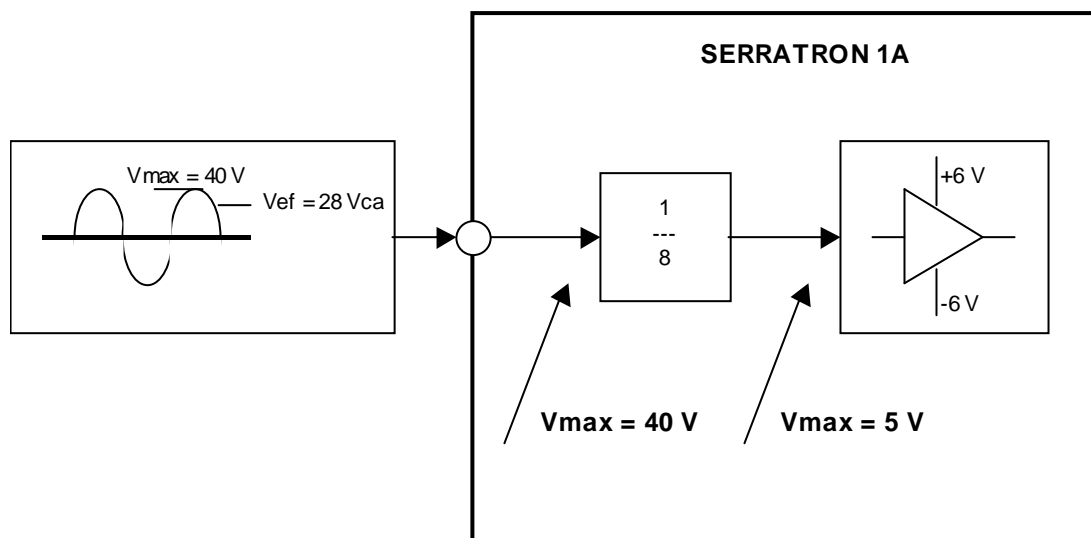 SERRATRON 1A
Vmax = 40 V
Vef = 28 Vca
1
---
8
+6 V
-6 V
Vmax = 40 V
Vmax = 5 V